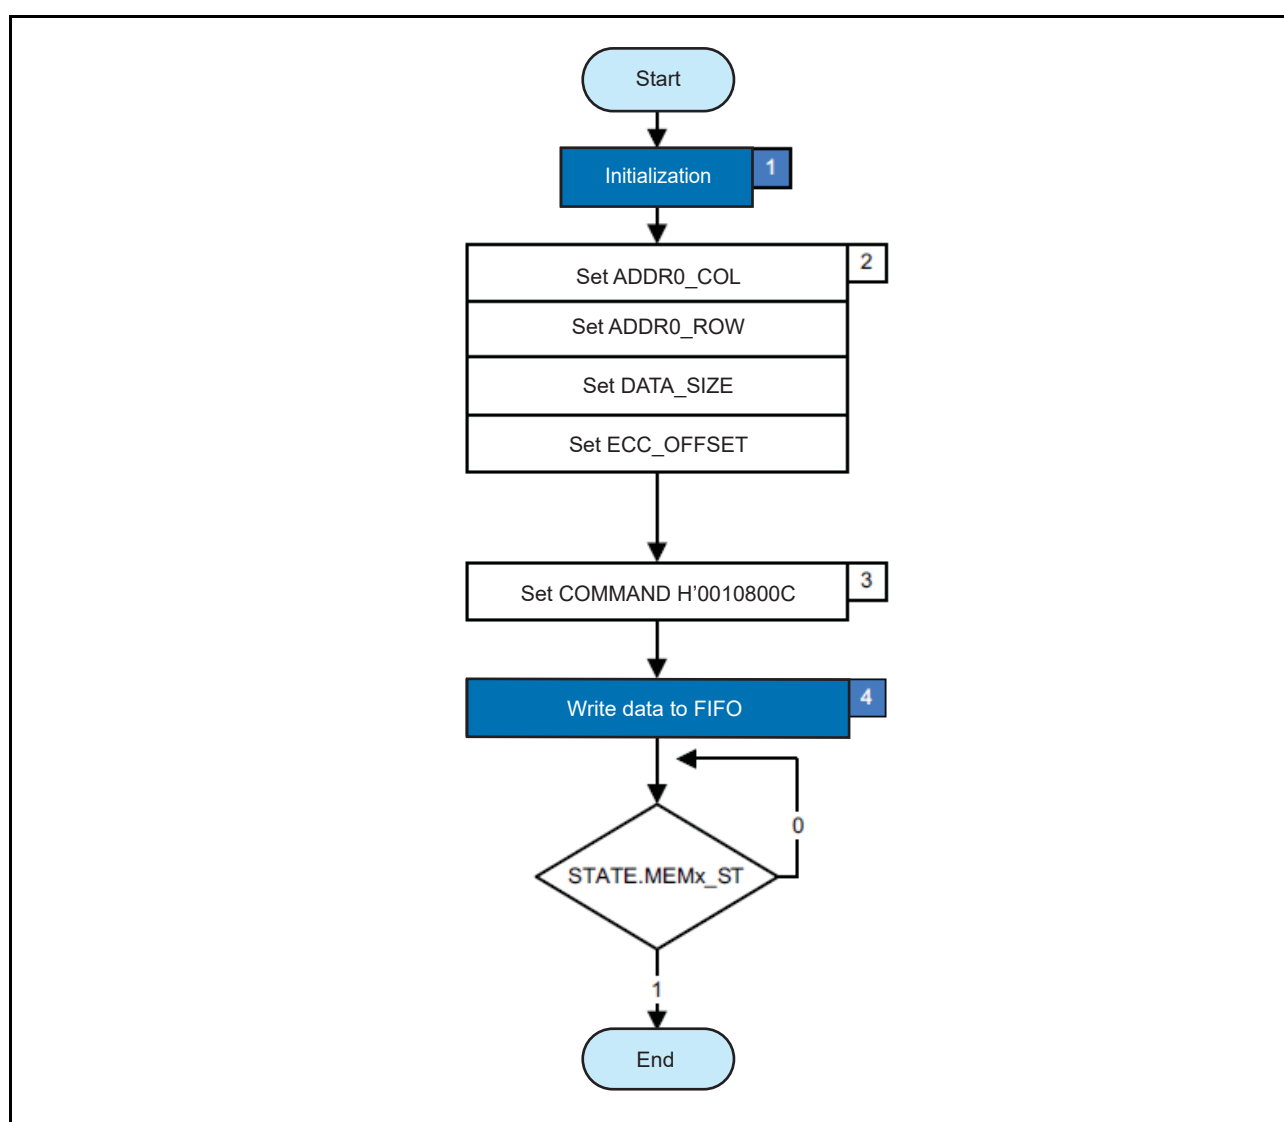 Start
Initialization
1
Set ADDR0_COL
2
Set ADDR0_ROW
Set DATA_SIZE
Set ECC_OFFSET
Set COMMAND H’0010800C
3
Write data to FIFO
4
0
STATE.MEMx_ST
1
End